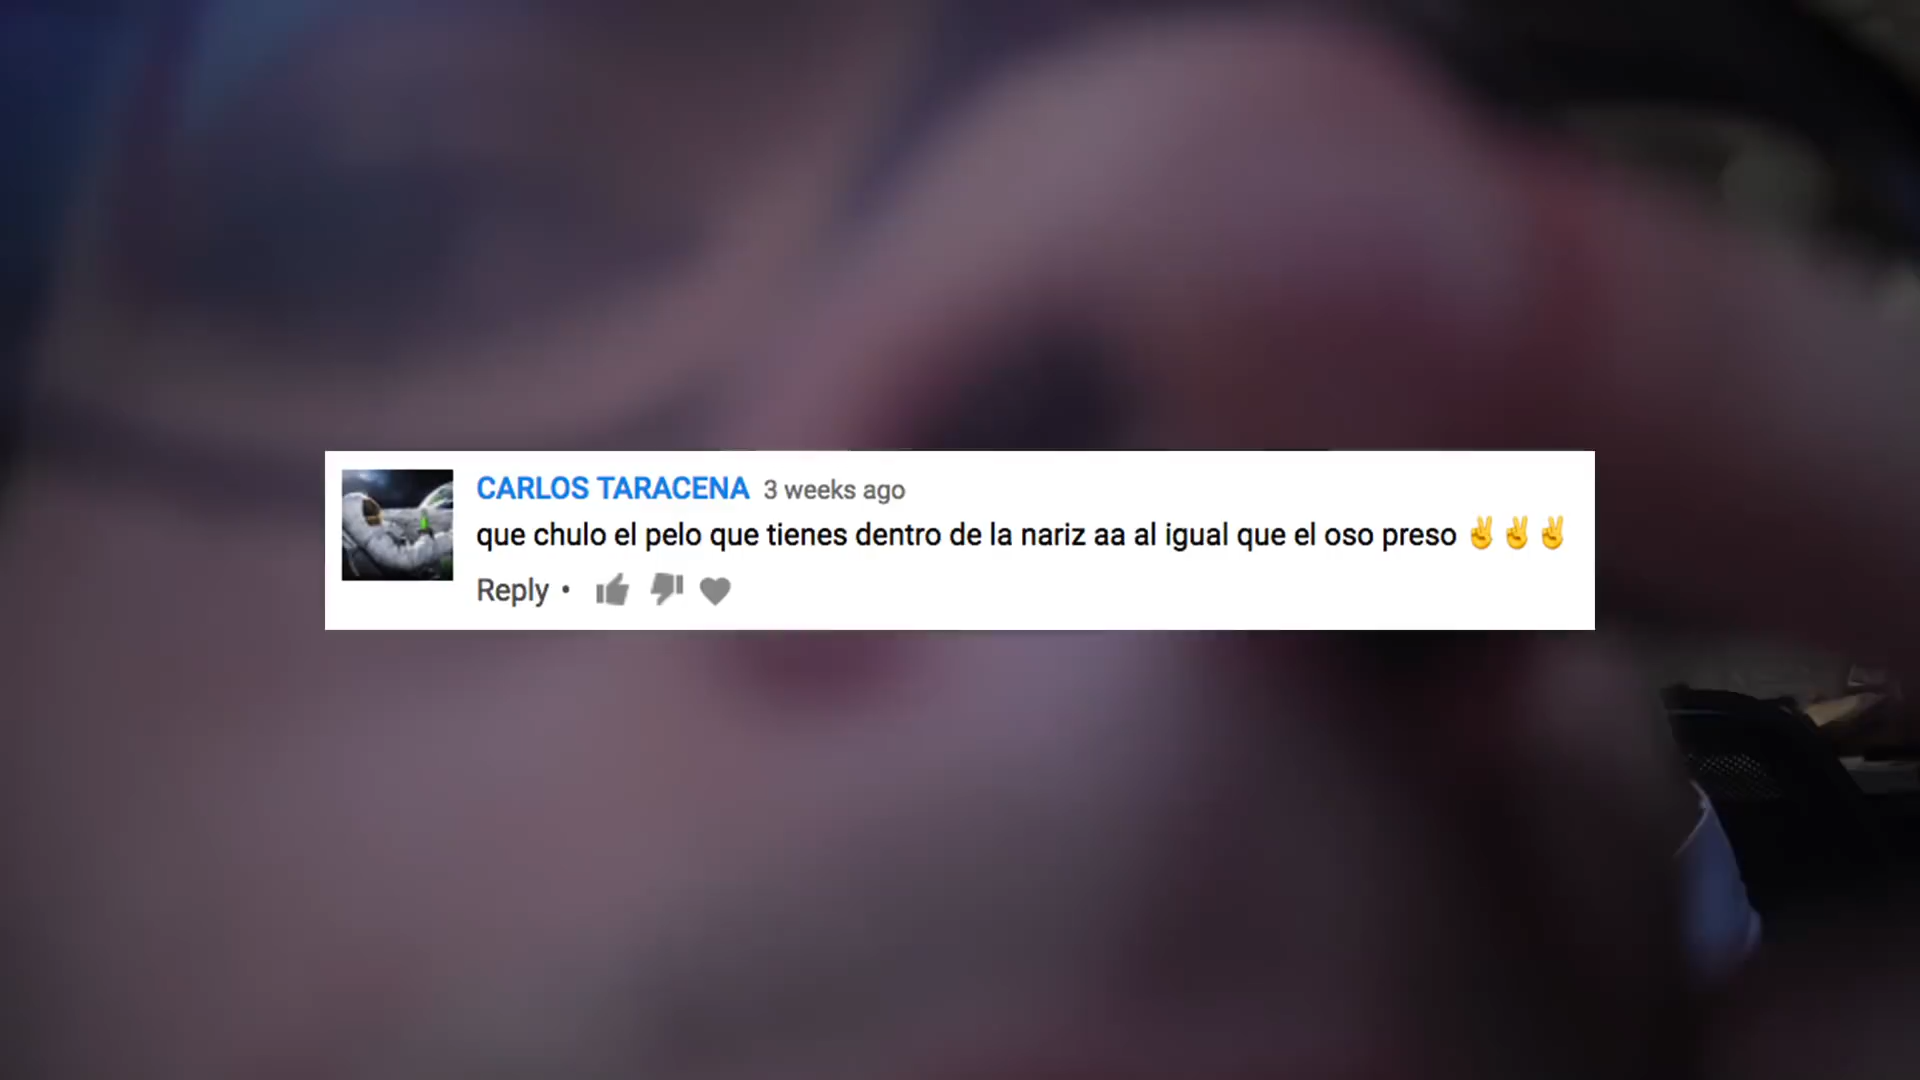 CARLOS TARACENA 3 weeks ago
que chulo el pelo que tienes dentro de la nariz aa al igual que el oso preso ✌✌✌
Reply •